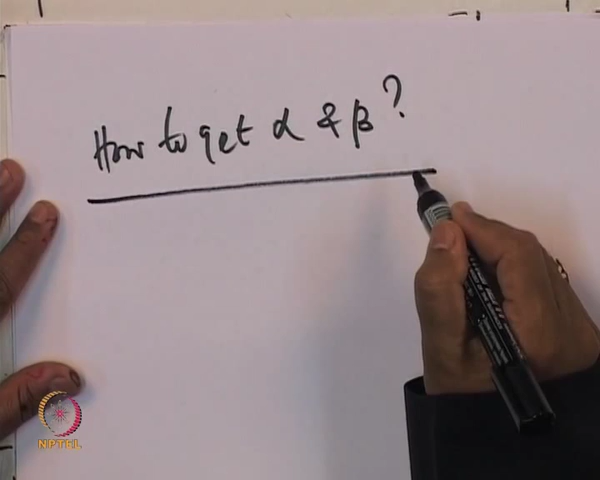 How to get α & β?
NPTEL